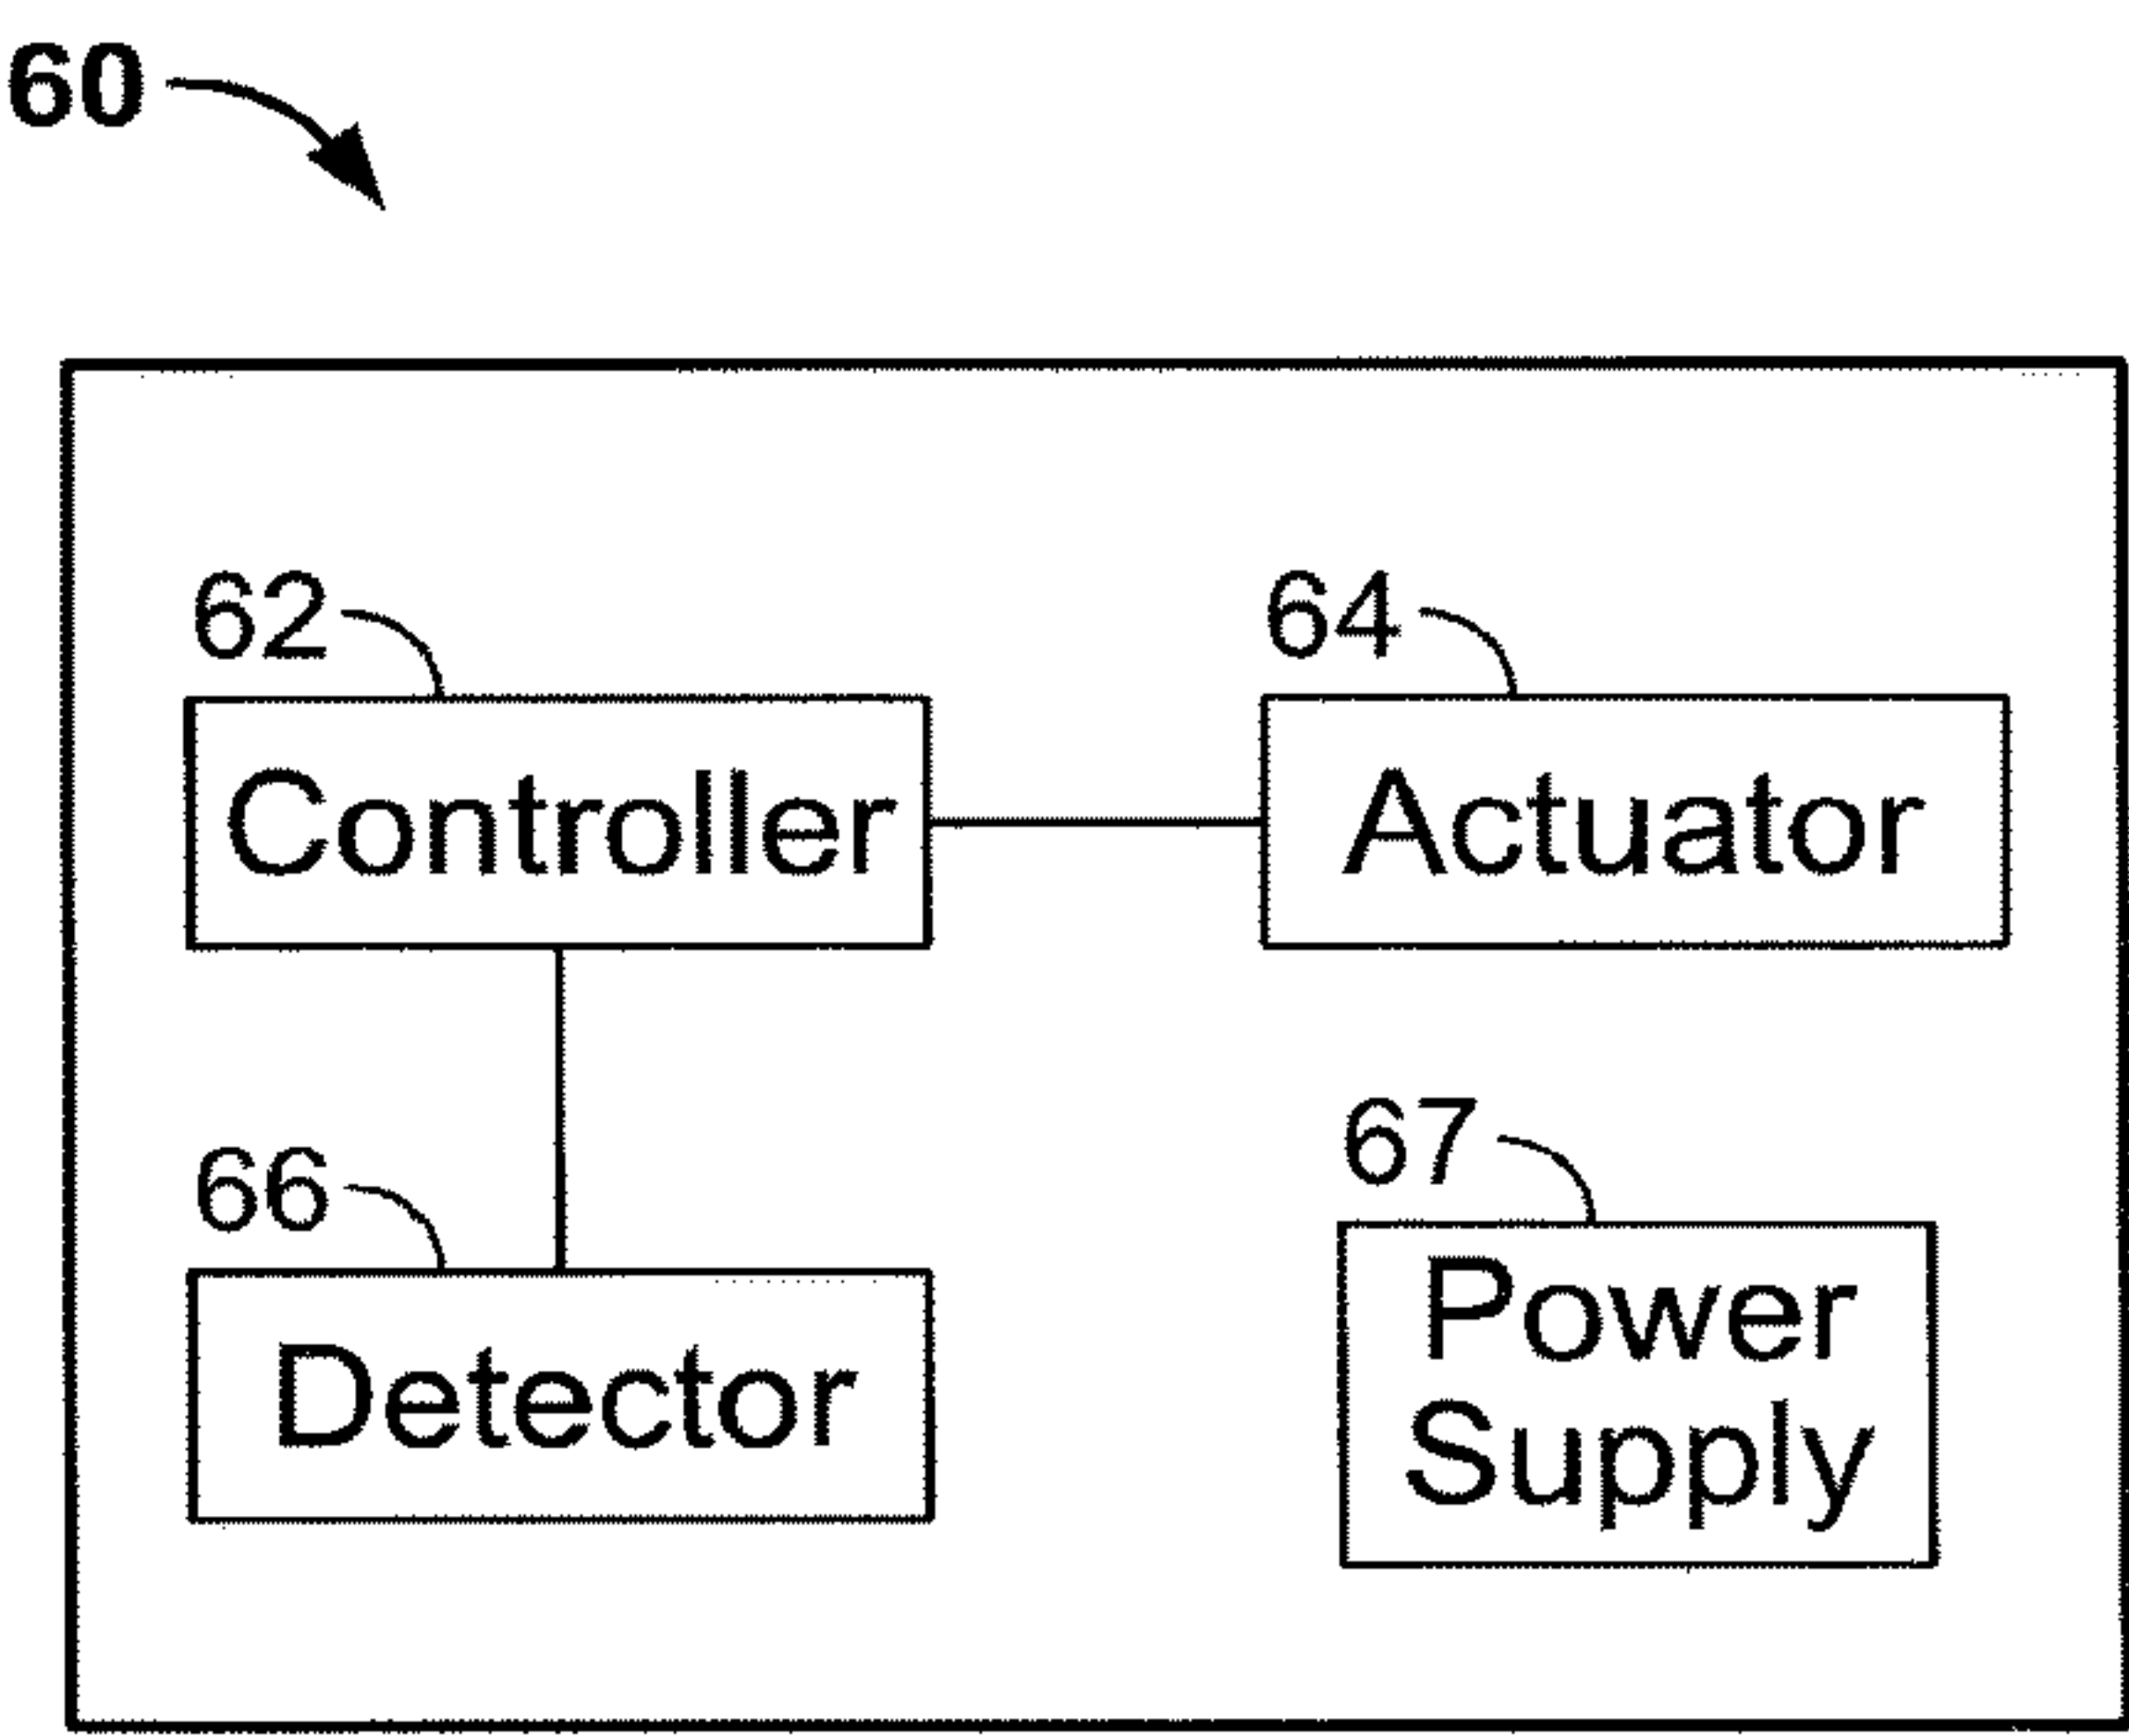 60
62
64
Controller
Actuator
66
67
Detector
Power
Supply